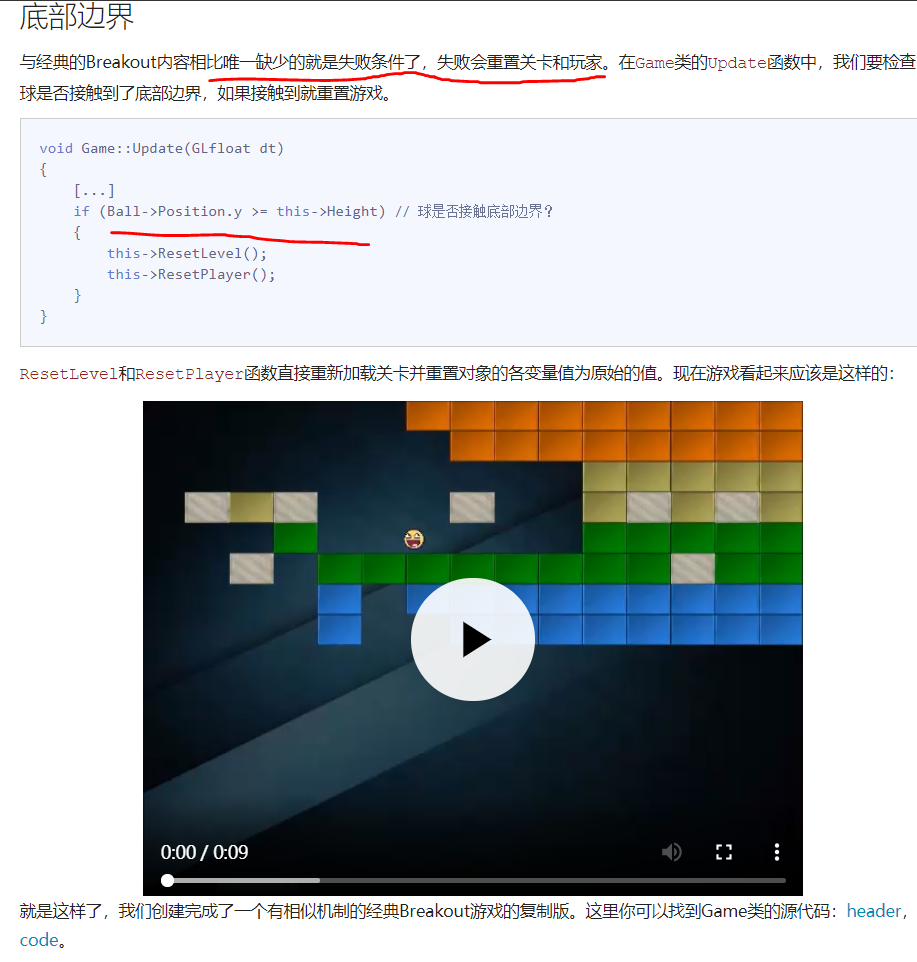 底部边界
与经典的Breakout内容相比唯一缺少的就是失败条件了，失败会重置关卡和玩家。在Game类的Update函数中，我们要检查
球是否接触到了底部边界，如果接触到就重置游戏。
void Game::Update(GLfloat dt)
{
[...]
if (Ball->Position.y >= this->Height) // 球是否接触底部边界？
{
this->ResetLevel();
this->ResetPlayer();
}
}
ResetLevel和ResetPlayer函数直接重新加载关卡并重置对象的各变量值为原始的值。现在游戏看起来应该是这样的：
0:00 / 0:09
就是这样了，我们创建完成了一个有相似机制的经典Breakout游戏的复制版。这里你可以找到Game类的源代码：header，
code。